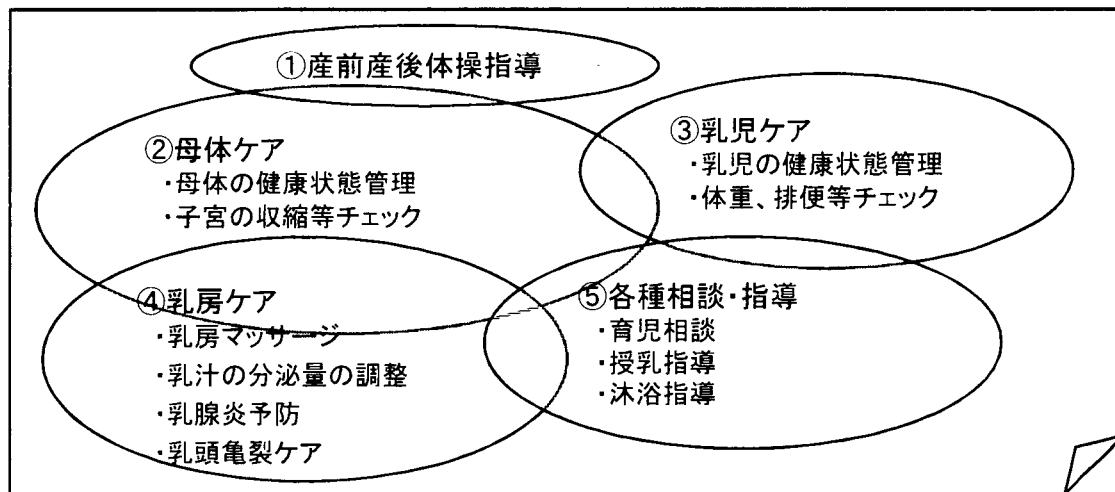 ①産前産後体操指導
②母体ケア
・母体の健康状態管理
・子宮の収縮等チェック
③乳児ケア
・乳児の健康状態管理
・体重、排便等チェック
④乳房ケア
・乳房マッサージ
・乳汁の分泌量の調整
・乳腺炎予防
・乳頭亀裂ケア
⑤各種相談・指導
・育児相談
・授乳指導
・沐浴指導